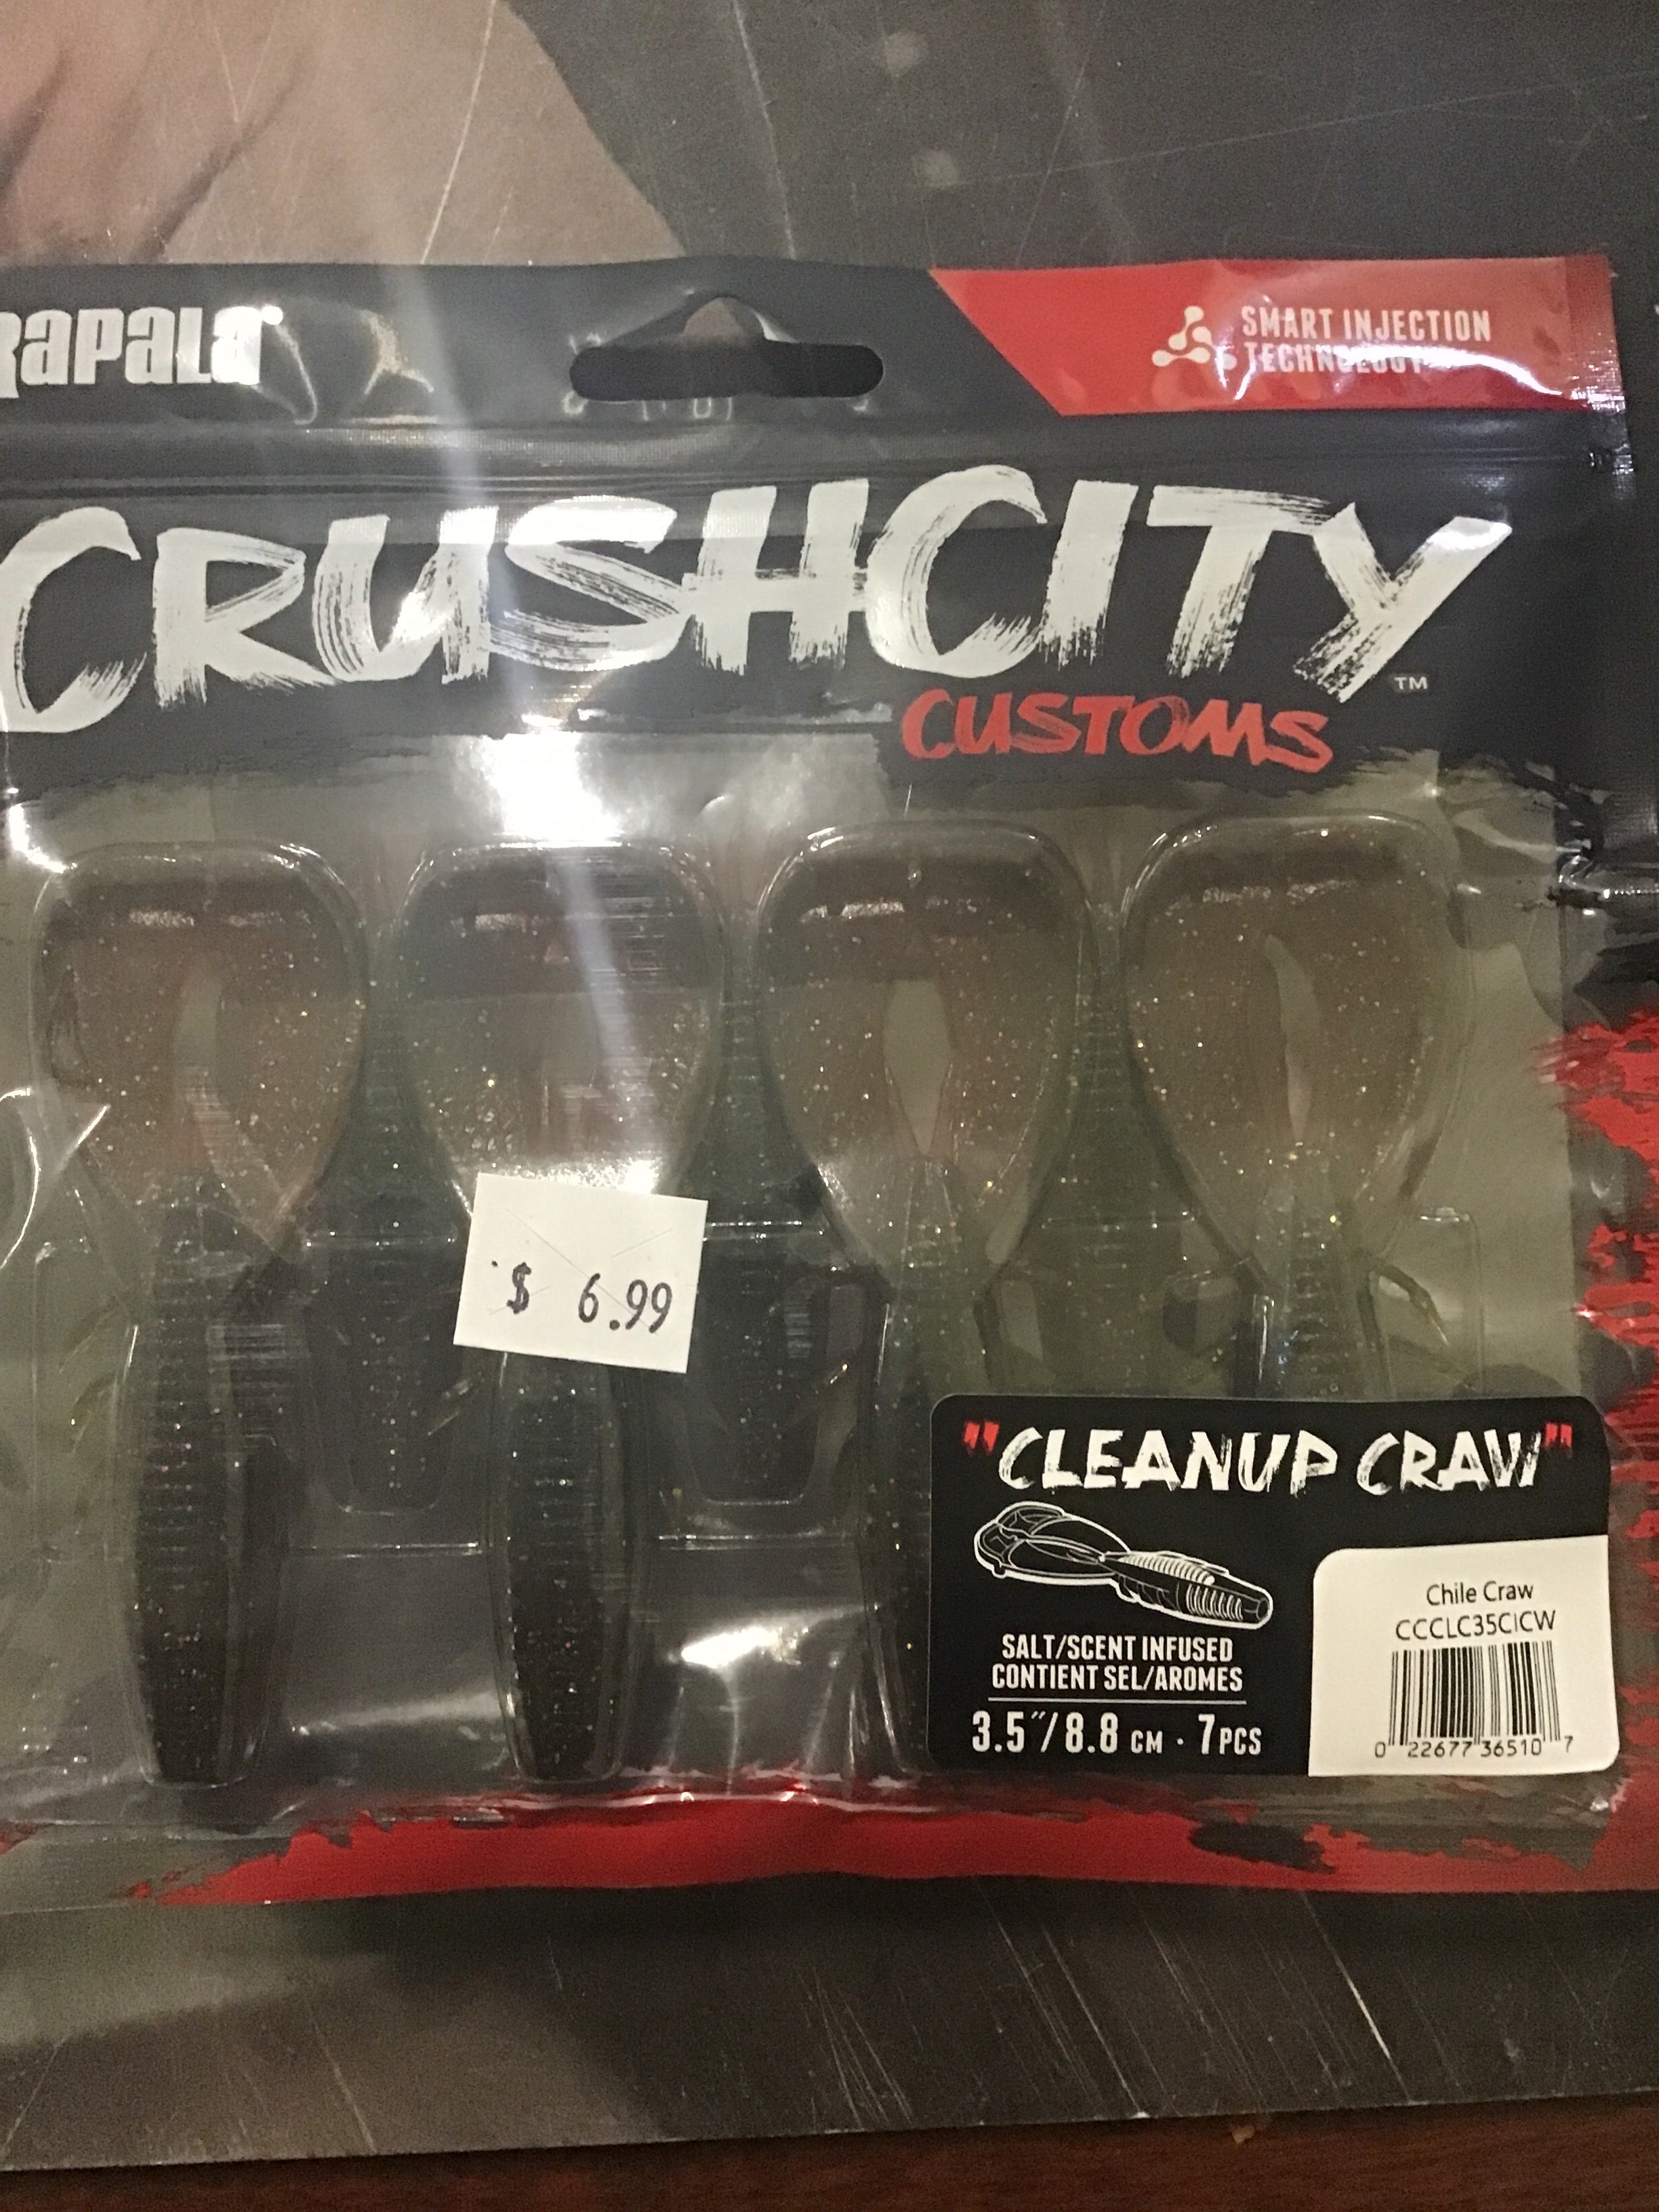 Rapala
SMART INJECTION
TECHNOLOGY
CRUSHCITY
TM
CUSTOMS
$ 6.99
"CLEANUP CRAW"
Chile Craw
CCCLC35CICW
SALT/SCENT INFUSED
CONTIENT SEL/AROMES
3.5"/8.8 CM · 7PCS
0 22677 36510 7